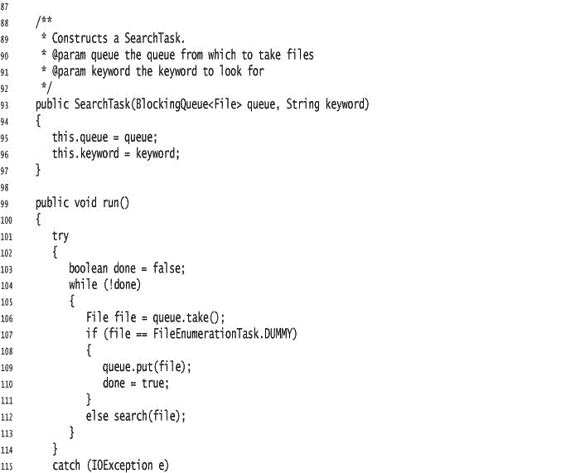 87
88 /**
89 * Constructs a SearchTask.
90 * @param queue the queue from which to take files
91 * @param keyword the keyword to look for
92 */
93 public SearchTask(BlockingQueue<File> queue, String keyword)
94 {
95 this.queue = queue;
96 this.keyword = keyword;
97 }
98
99 public void run()
100 {
101 try
102 {
103 boolean done = false;
104 while (!done)
105 {
106 File file = queue.take();
107 if (file == FileEnumerationTask.DUMMY)
108 {
109 queue.put(file);
110 done = true;
111 }
112 else search(file);
113 }
114 }
115 catch (IOException e)